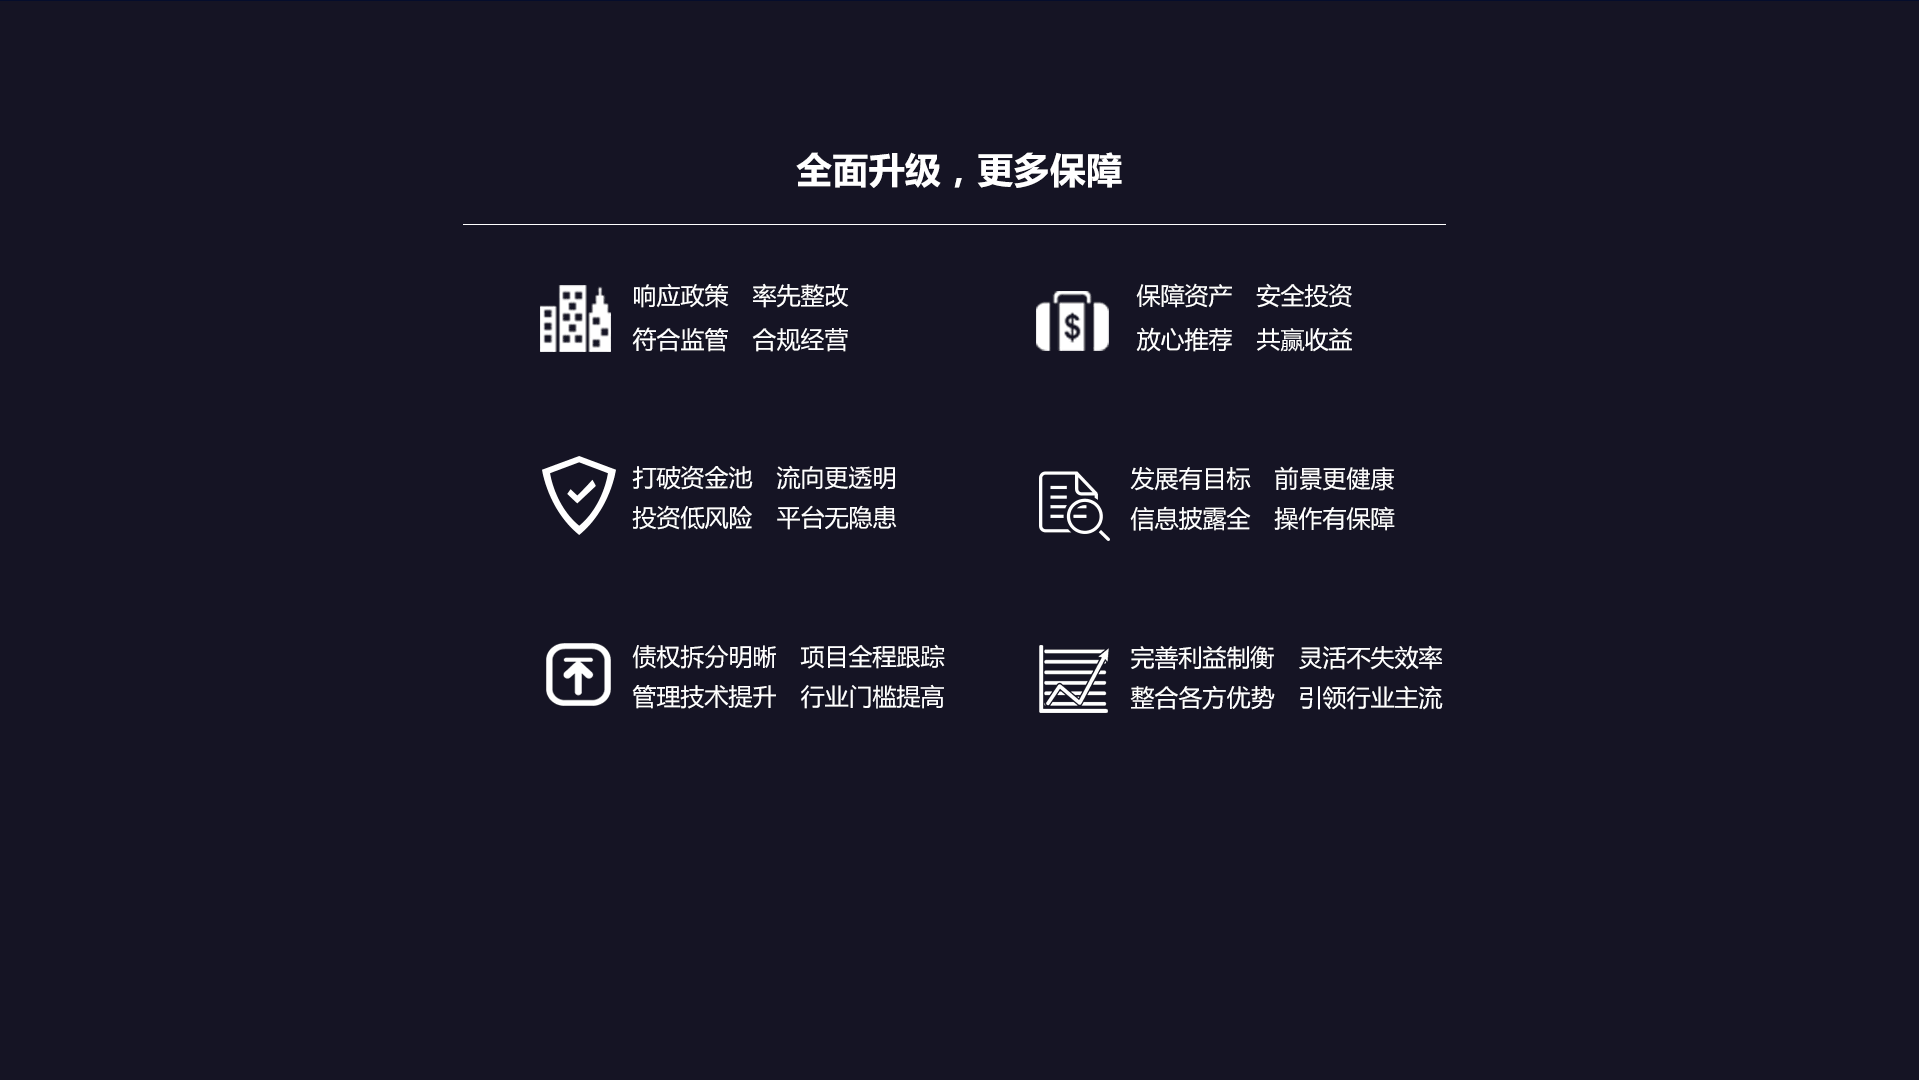 全面升级，更多保障
响应政策　率先整改
符合监管　合规经营
保障资产　安全投资
放心推荐　共赢收益
打破资金池　流向更透明
投资低风险　平台无隐患
发展有目标　前景更健康
信息披露全　操作有保障
债权拆分明晰　项目全程跟踪
管理技术提升　行业门槛提高
完善利益制衡　灵活不失效率
整合各方优势　引领行业主流
$